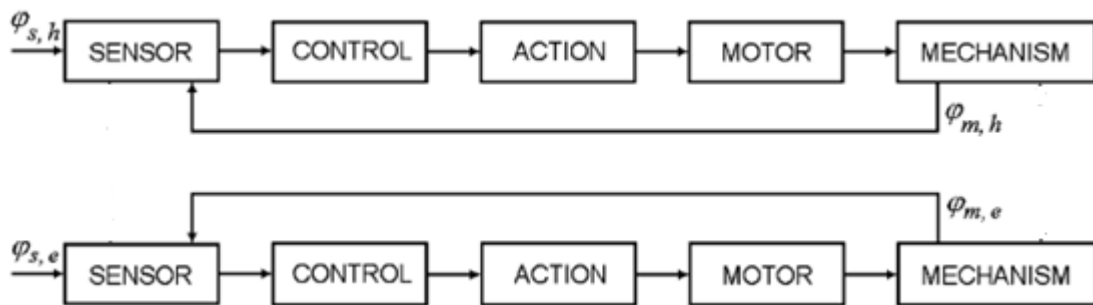 φs, h
SENSOR CONTROL ACTION MOTOR MECHANISM
φm, h
φm, e
φs, e
SENSOR CONTROL ACTION MOTOR MECHANISM